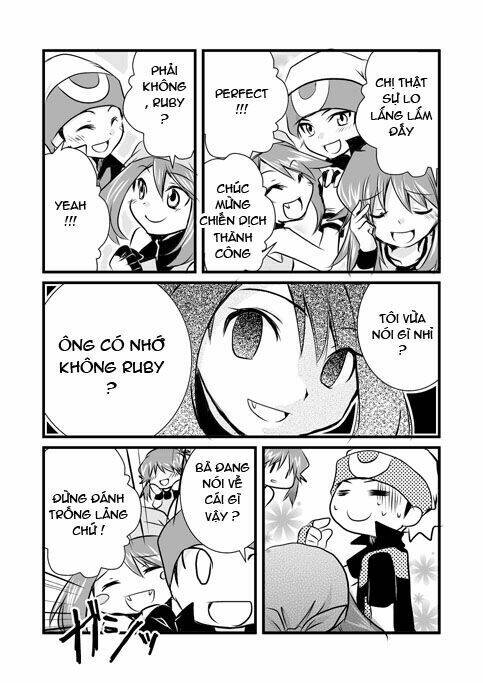 CHỊ THẬT
SỰ LO
LẮNG LẮM
ĐẤY
PERFECT
!!!
CHÚC
MỪNG
CHIẾN DỊCH
THÀNH
CÔNG
PHẢI
KHÔNG
, RUBY
?
YEAH
!!!
TÔI VỪA
NÓI GÌ NHỈ
ÔNG CÓ NHỚ
KHÔNG RUBY
?
BÀ ĐANG
NÓI VỀ
CÁI GÌ
VẬY ?
ĐỪNG ĐÁNH
TRỐNG LẢNG
CHỨ !